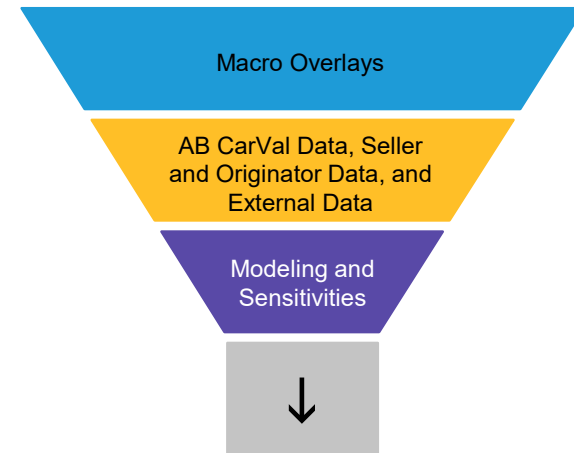 Macro Overlays
AB CarVal Data, Seller
and Originator Data, and
External Data
Modeling and
Sensitivities
↓